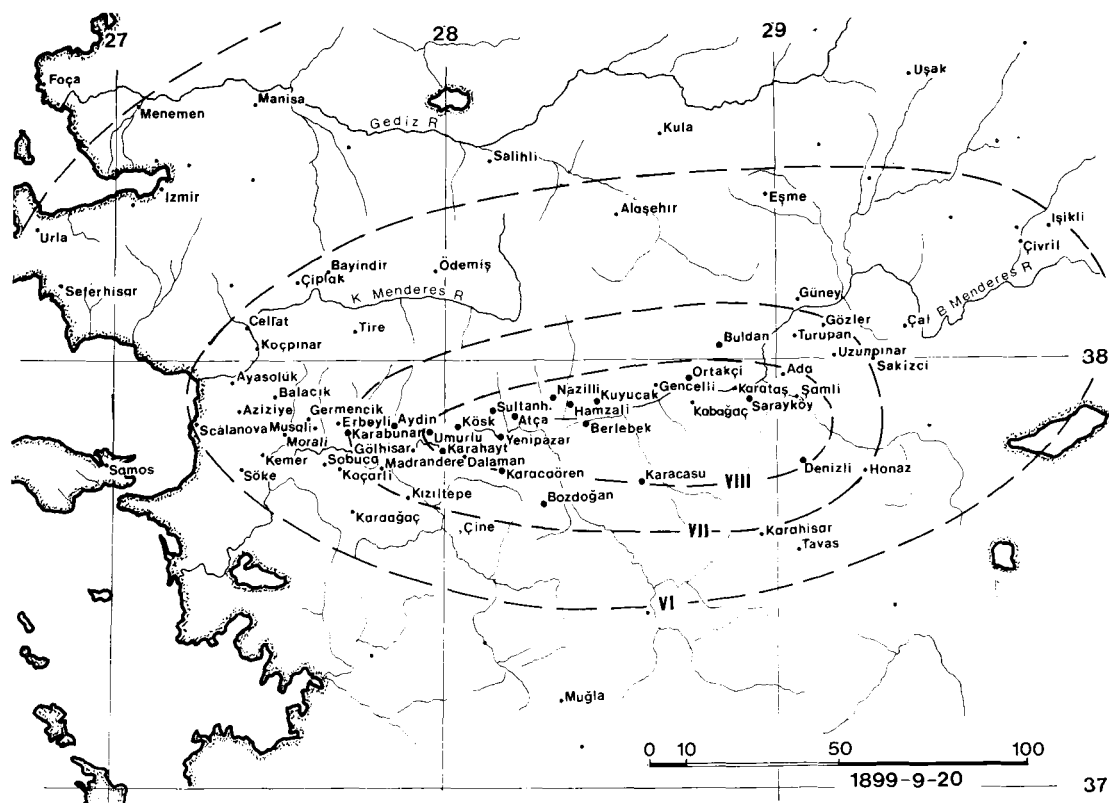 27
28
29
Foça
Menemen
Manisa
Gediz R
Uşak
Kula
Salihli
İzmir
Alaşehir
Eşme
Urla
Işikli
Çivril
Bayindir
Çiplak
Ödemiş
B Menderes R
Seferhisar
K Menderes R
Güney
Cellat
Tire
Gözler
Çal
Koçpınar
Buldan
Turupan
Uzunpınar
Sakizci
38
Ayasolük
Ortakçi
Ada
Balacık
Nazilli
Kuyucak
Gencelli
Karataş
Şamli
Aziziye
Germencik
Sultanh.
Hamzali
Kabağaç
Sarayköy
Scalanova
Musali
Erbeyli
Aydin
Kösk
Atça
Berlebek
Morali
Karabunar
Umurlu
Yenipazar
Gölhisar
Karahayt
Samos
Kemer
Sobuca
Madrandere
Dalaman
Söke
Koçarli
Karacaören
Karacasu
Denizli
Honaz
VIII
Kızıltepe
Bozdoğan
Karaağaç
Çine
VII
Karahisar
Tavas
VI
Muğla
0 10 50 100
1899-9-20
37